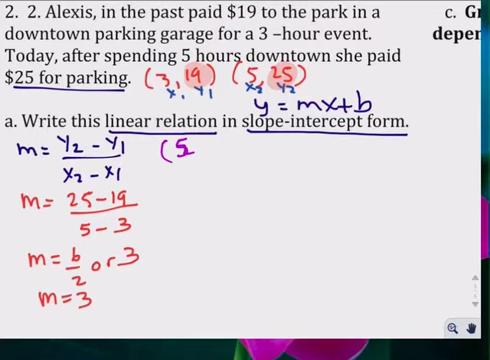 2. 2. Alexis, in the past paid $19 to the park in a
downtown parking garage for a 3 –hour event.
Today, after spending 5 hours downtown she paid
$25 for parking. (3, 19) (5, 25)
x₁ y₁ x₂ y₂
y = mx + b
a. Write this linear relation in slope-intercept form.
m = y₂ - y₁ / x₂ - x₁
(5
m = 25 - 19 / 5 - 3
m = 6/2 or 3
m = 3
c. Gr
deper